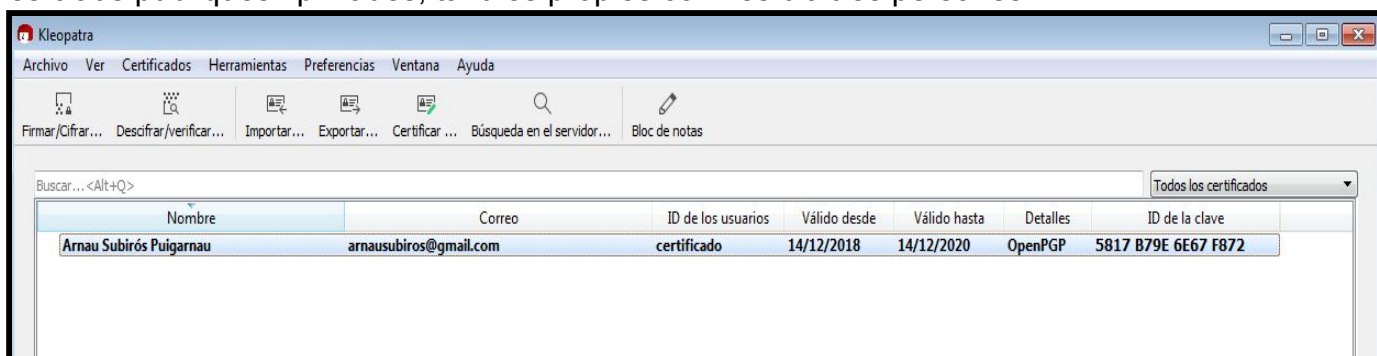 Kleopatra
Archivo Ver Certificados Herramientas Preferencias Ventana Ayuda
Firmar/Cifrar... Descifrar/verificar... Importar... Exportar... Certificar ... Búsqueda en el servidor... Bloc de notas
Buscar...<Alt+Q> Todos los certificados
Nombre Correo ID de los usuarios Válido desde Válido hasta Detalles ID de la clave
Arnau Subirós Puigarnau arnausubiros@gmail.com certificado 14/12/2018 14/12/2020 OpenPGP 5817 B79E 6E67 F872